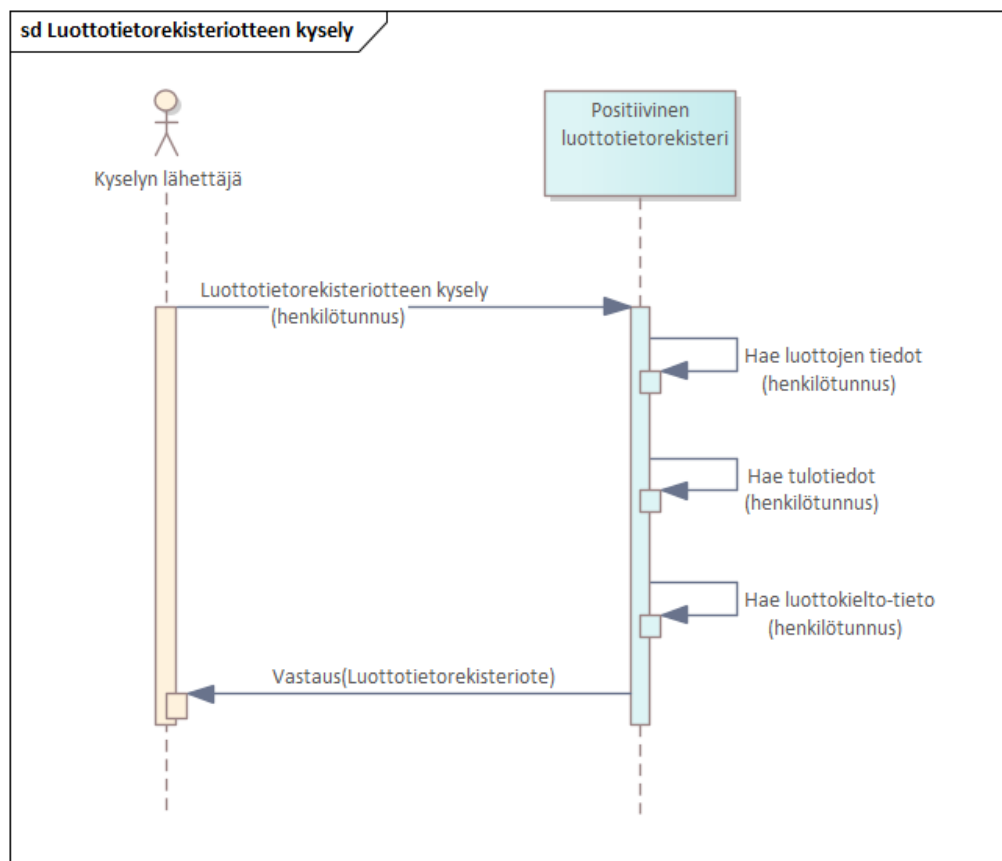 sd Luottotietorekisteriotteen kysely
Positiivinen
luottotietorekisteri
Kyselyn lähettäjä
Luottotietorekisteriotteen kysely
(henkilötunnus)
Hae luottojen tiedot
(henkilötunnus)
Hae tulotiedot
(henkilötunnus)
Hae luottokielto-tieto
(henkilötunnus)
Vastaus(Luottotietorekisteriote)